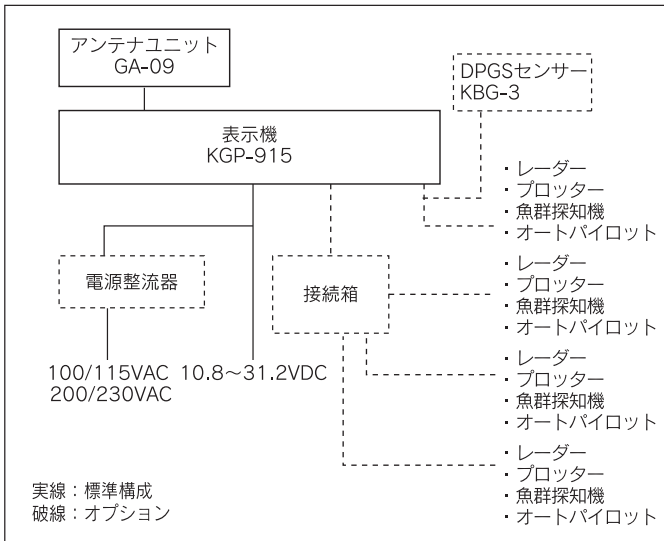 アンテナユニット
GA-09
DPGSセンサー
KBG-3
表示機
KGP-915
・レーダー
・プロッター
・魚群探知機
・オートパイロット
電源整流器
接続箱
・レーダー
・プロッター
・魚群探知機
・オートパイロット
100/115VAC
200/230VAC
10.8～31.2VDC
・レーダー
・プロッター
・魚群探知機
・オートパイロット
・レーダー
・プロッター
・魚群探知機
・オートパイロット
実線：標準構成
破線：オプション